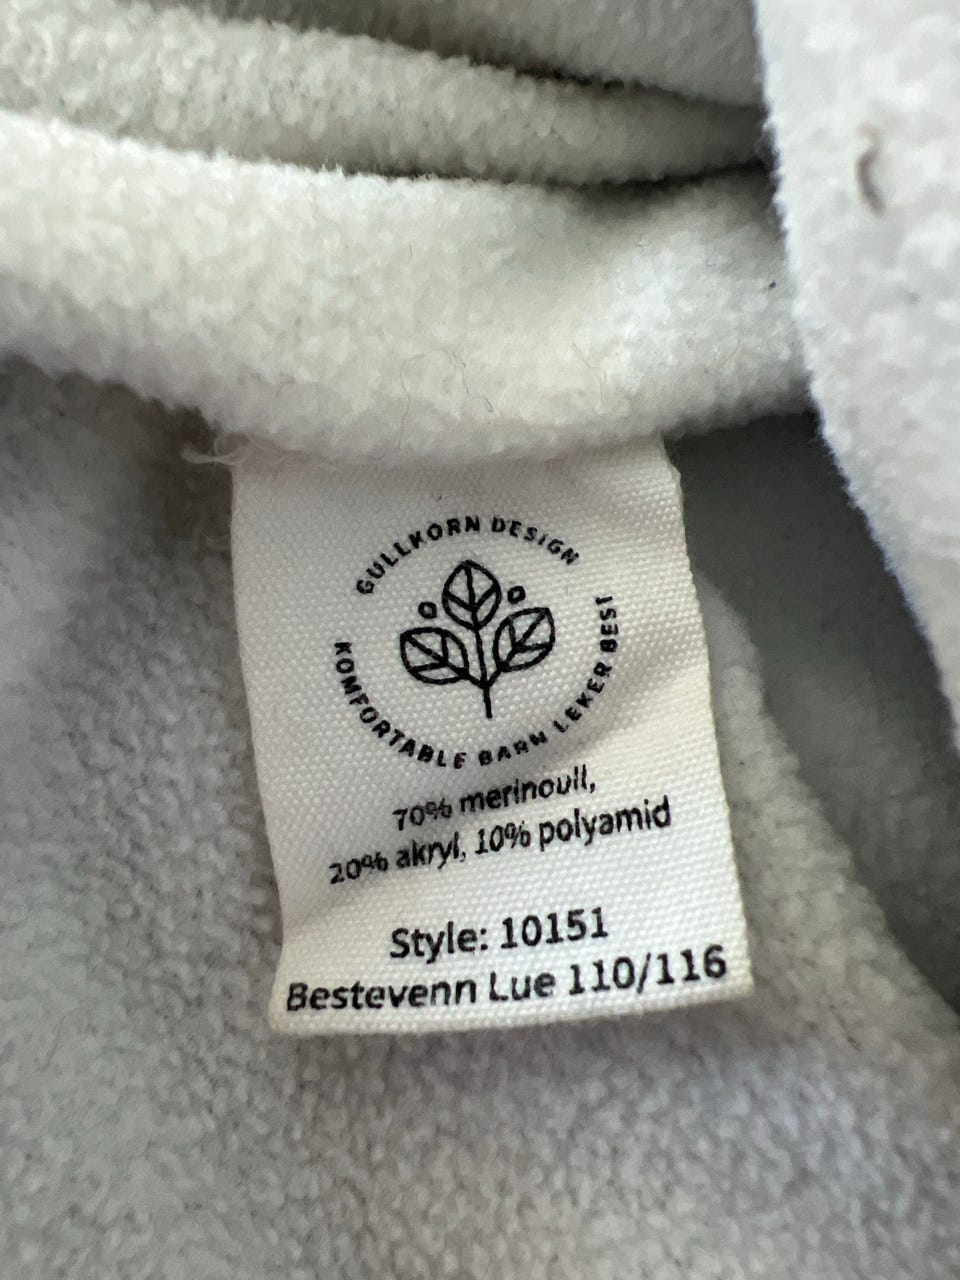 GULLKORN DESIGN
KOMFORTABLE BARN LEKER BEST
70% merinoull,
20% akryl, 10% polyamid
Style: 10151
Bestevenn Lue 110/116